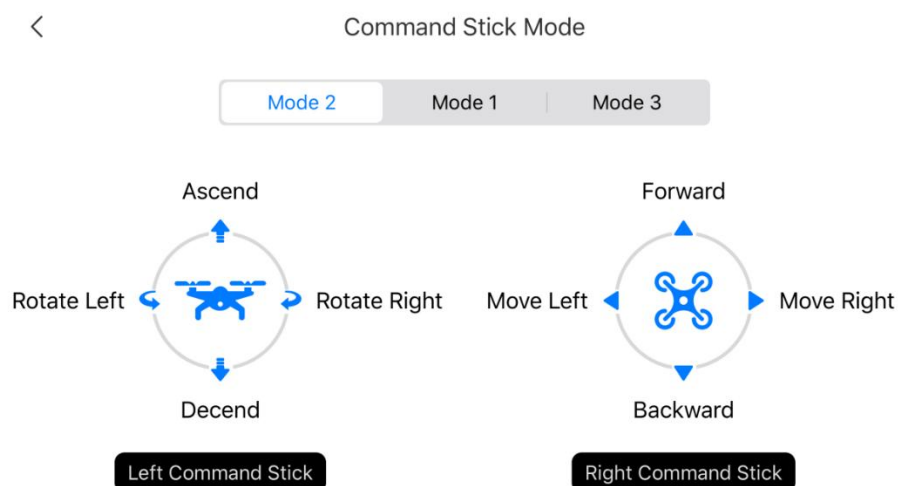 Command Stick Mode
Mode 2 Mode 1 Mode 3
Ascend
Rotate Left Rotate Right
Decend
Left Command Stick
Forward
Move Left Move Right
Backward
Right Command Stick